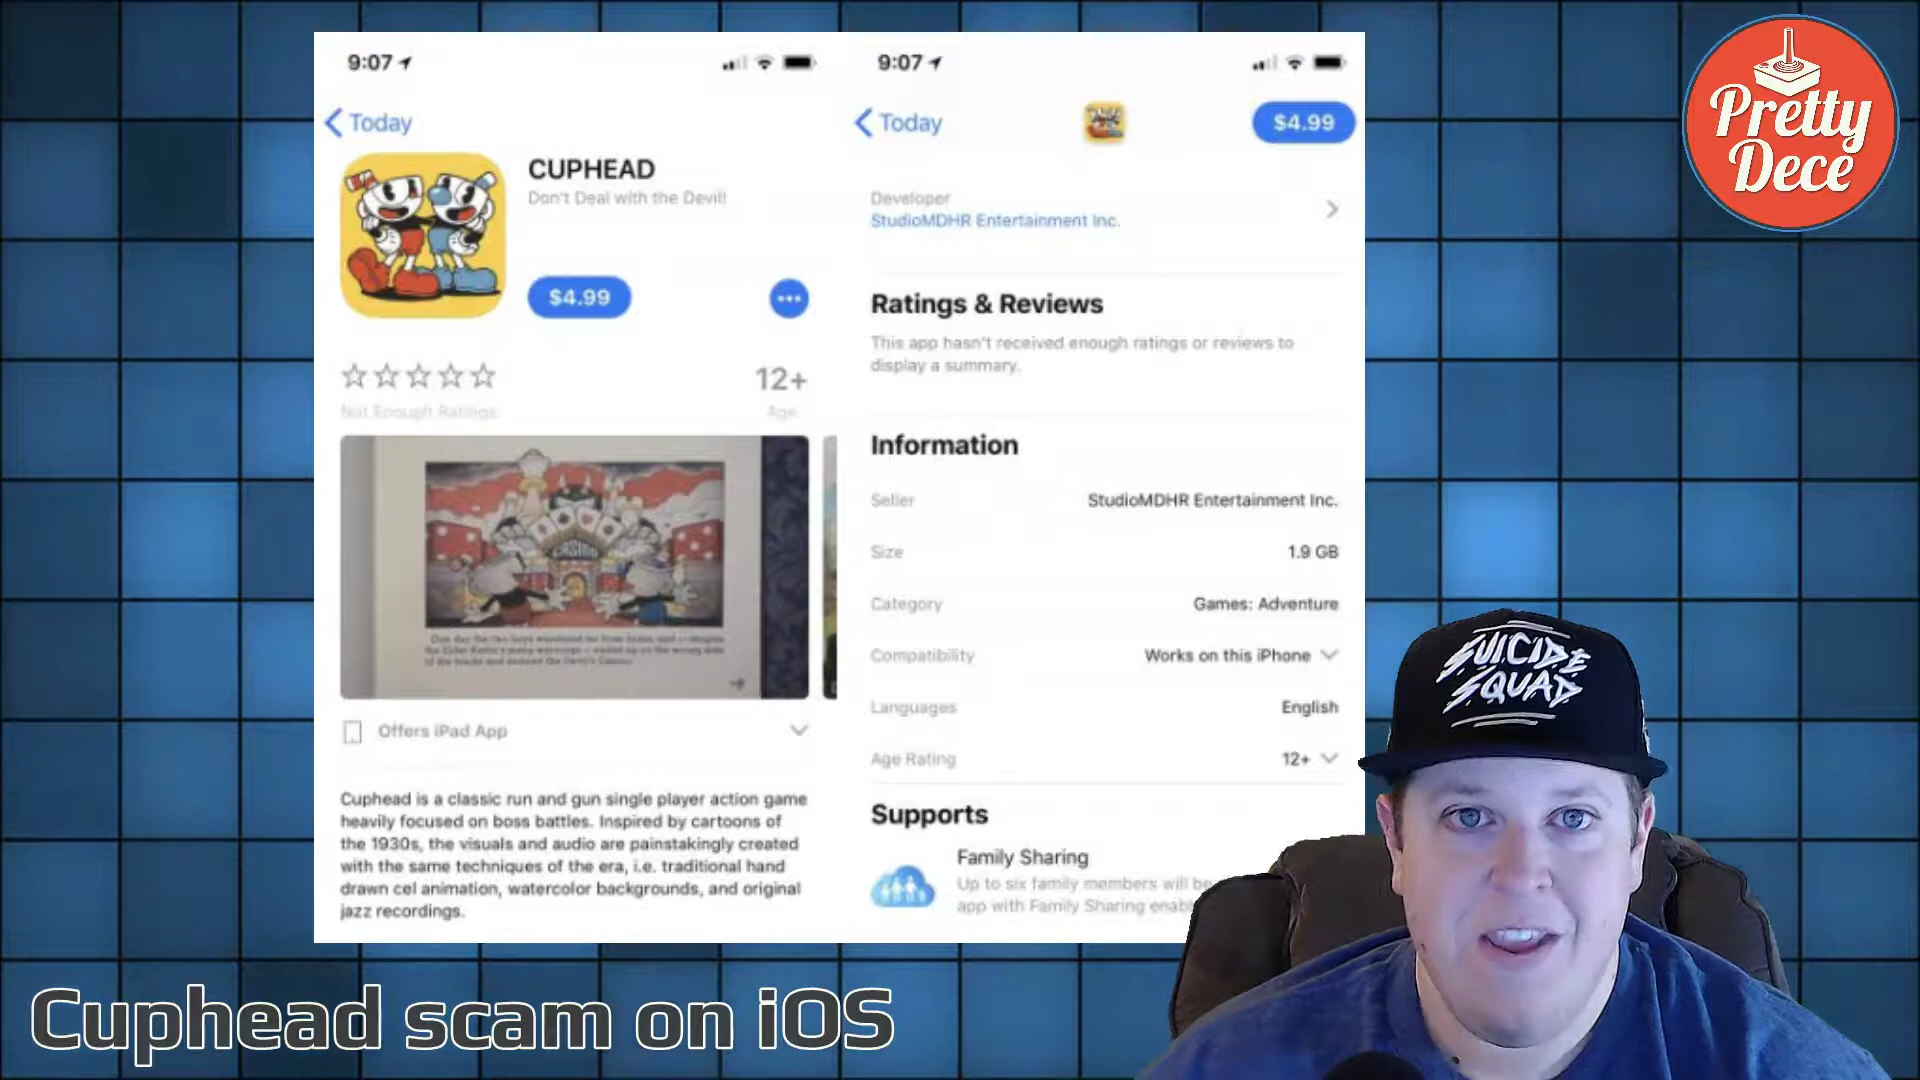 9:07
Today
CUPHEAD
Don't Deal with the Devil!
$4.99
Not Enough Ratings
12+
Age
CASINO
Offers iPad App
Cuphead is a classic run and gun single player action game
heavily focused on boss battles. Inspired by cartoons of
the 1930s, the visuals and audio are painstakingly created
with the same techniques of the era, i.e. traditional hand
drawn cel animation, watercolor backgrounds, and original
jazz recordings.
9:07
Today
$4.99
Developer
StudioMDHR Entertainment Inc.
Ratings & Reviews
This app hasn't received enough ratings or reviews to
display a summary.
Information
Seller StudioMDHR Entertainment Inc.
Size 1.9 GB
Category Games: Adventure
Compatibility Works on this iPhone
Languages English
Age Rating 12+
Supports
Family Sharing
Up to six family members will be
app with Family Sharing
Pretty
Dece
SUICIDE
SQUAD
Cuphead scam on iOS